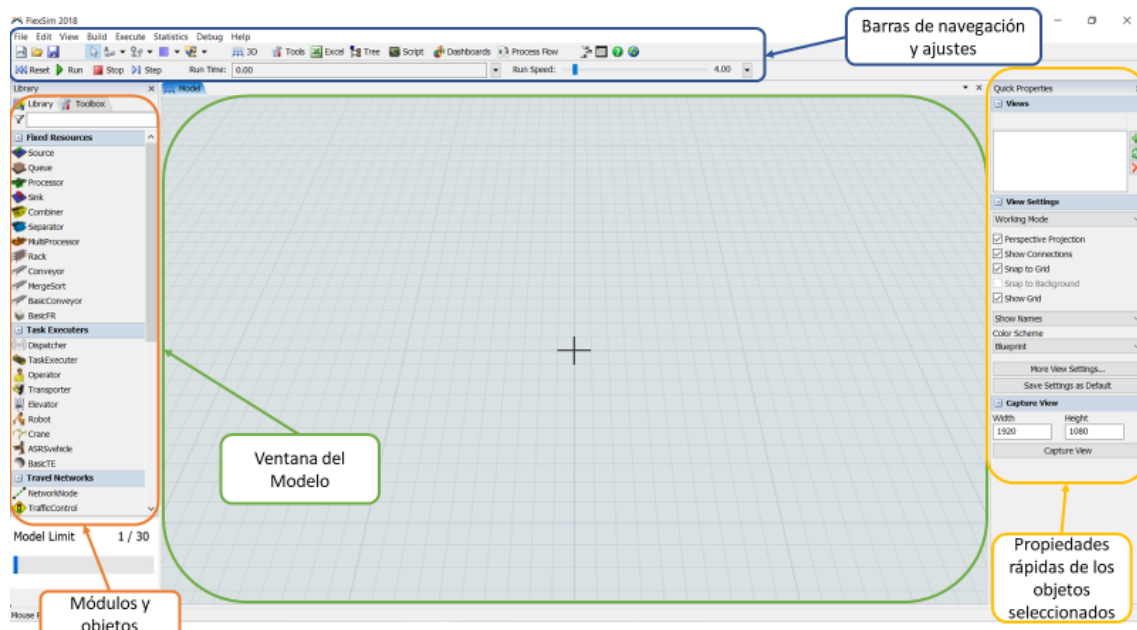 FlexSim 2018
Barras de navegación
y ajustes
File Edit View Build Execute Statistics Debug Help
3D Tools Excel Tree Script Dashboards Process Flow
Reset Run Stop Step Run Time: 0.00 Run Speed: 4.00
Library
Model
Quick Properties
Library Toolbox
Views
Fixed Resources
Source
Queue
Processor
Sink
Combiner
Separator
MultiProcessor
Rack
Conveyor
MergeSort
BasicConveyor
BasicFR
Task Executers
Dispatcher
TaskExecuter
Operator
Transporter
Elevator
Robot
Crane
ASRSvehicle
BasicTE
Travel Networks
NetworkNode
TrafficControl
Model Limit 1 / 30
Módulos y
objetos
Ventana del
Modelo
View Settings
Working Mode
Perspective Projection
Show Connections
Snap to Grid
Snap to Background
Show Grid
Show Names
Color Scheme
Blueprint
More View Settings...
Save Settings as Default
Capture View
Width Height
1920 1080
Capture View
Propiedades
rápidas de los
objetos
seleccionados
Mouse